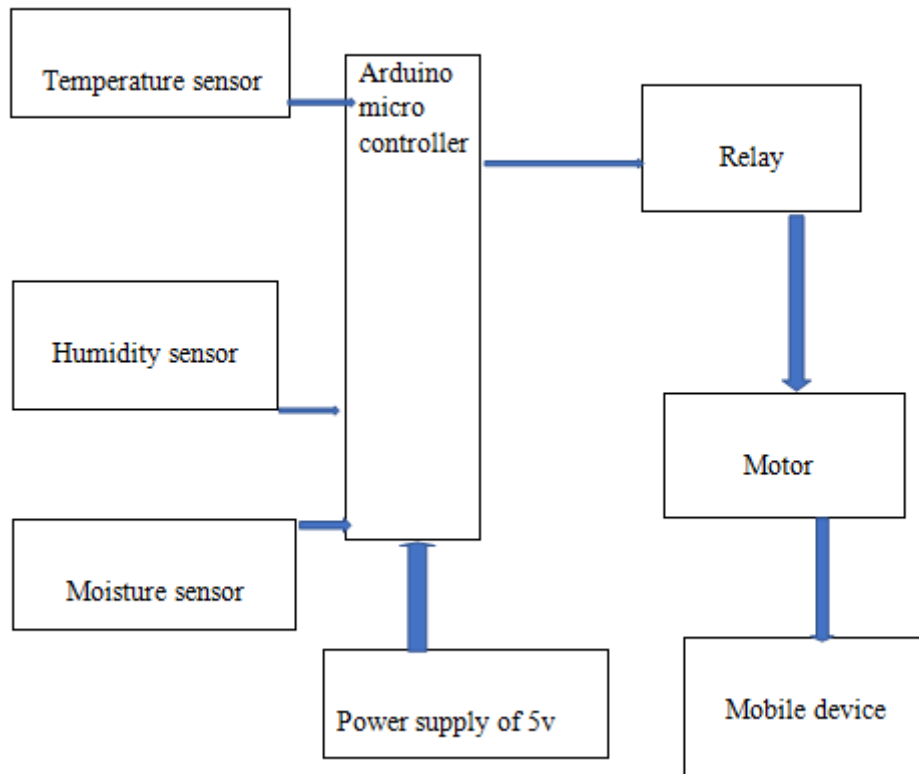 Temperature sensor
Arduino
micro
controller
Relay
Humidity sensor
Motor
Moisture sensor
Power supply of 5v
Mobile device